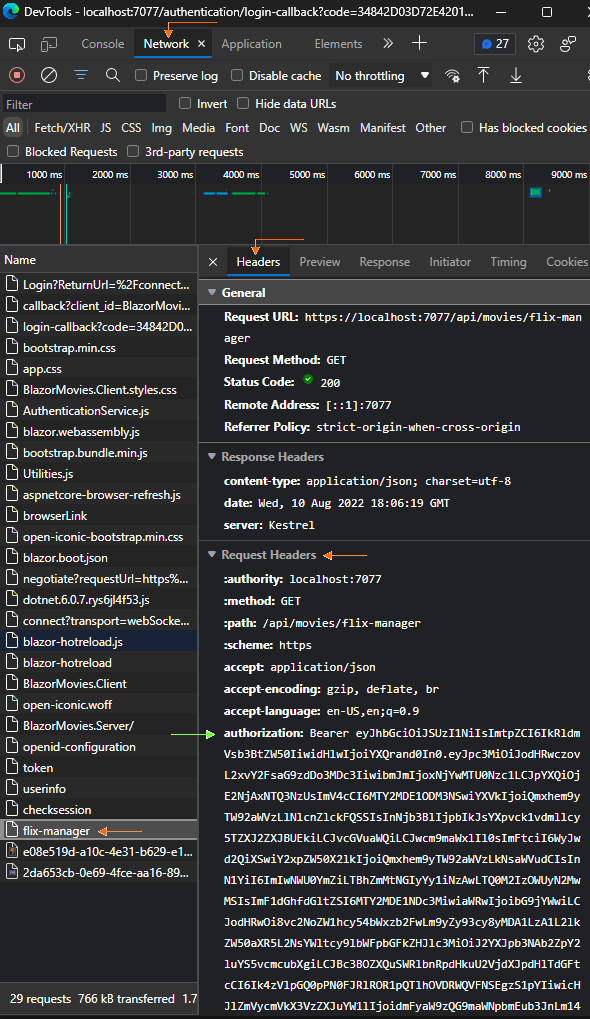 DevTools - localhost:7077/authentication/login-callback?code=34842D03D72E4201...
Console
Network
Application
Elements
27
Preserve log
Disable cache
No throttling
Filter
Invert
Hide data URLs
All
Fetch/XHR
JS
CSS
Img
Media
Font
Doc
WS
Wasm
Manifest
Other
Has blocked cookies
Blocked Requests
3rd-party requests
1000 ms
2000 ms
3000 ms
4000 ms
5000 ms
6000 ms
7000 ms
8000 ms
9000 ms
Name
Login?ReturnUrl=%2Fconnect...
callback?client_id=BlazorMovi...
login-callback?code=34842D0...
bootstrap.min.css
app.css
BlazorMovies.Client.styles.css
AuthenticationService.js
blazor.webassembly.js
bootstrap.bundle.min.js
Utilities.js
aspnetcore-browser-refresh.js
browserLink
open-iconic-bootstrap.min.css
blazor.boot.json
negotiate?requestUrl=https%...
dotnet.6.0.7.rys6jl4f53.js
connect?transport=webSocke...
blazor-hotreload.js
blazor-hotreload
BlazorMovies.Client
open-iconic.woff
BlazorMovies.Server/
openid-configuration
token
userinfo
checksession
flix-manager
e08e519d-a10c-4e31-b629-e1...
2da653cb-0e69-4fce-aa16-89...
29 requests
766 kB transferred
1.7
Headers
Preview
Response
Initiator
Timing
Cookies
General
Request URL: https://localhost:7077/api/movies/flix-man
ager
Request Method: GET
Status Code: 200
Remote Address: [::1]:7077
Referrer Policy: strict-origin-when-cross-origin
Response Headers
content-type: application/json; charset=utf-8
date: Wed, 10 Aug 2022 18:06:19 GMT
server: Kestrel
Request Headers
:authority: localhost:7077
:method: GET
:path: /api/movies/flix-manager
:scheme: https
accept: application/json
accept-encoding: gzip, deflate, br
accept-language: en-US,en;q=0.9
authorization: Bearer